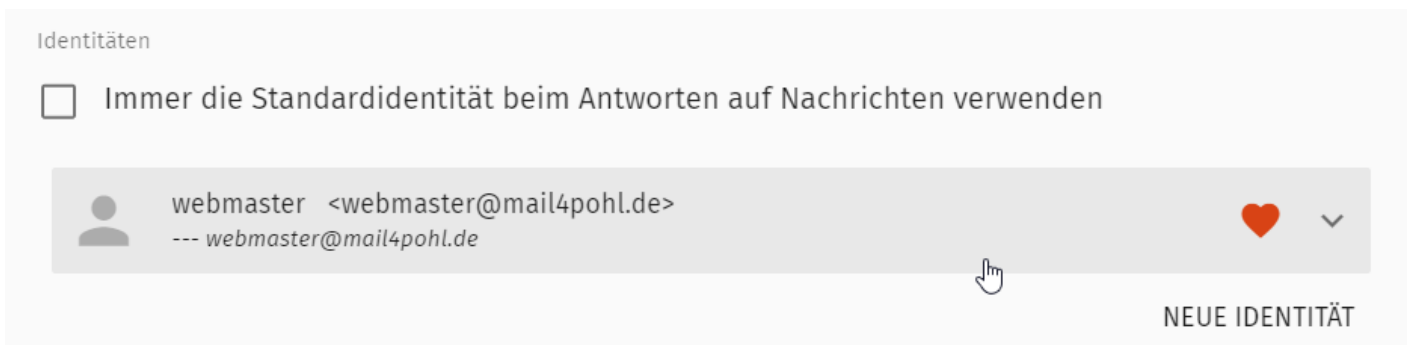 Identitäten
Immer die Standardidentität beim Antworten auf Nachrichten verwenden
webmaster <webmaster@mail4pohl.de>
--- webmaster@mail4pohl.de
NEUE IDENTITÄT